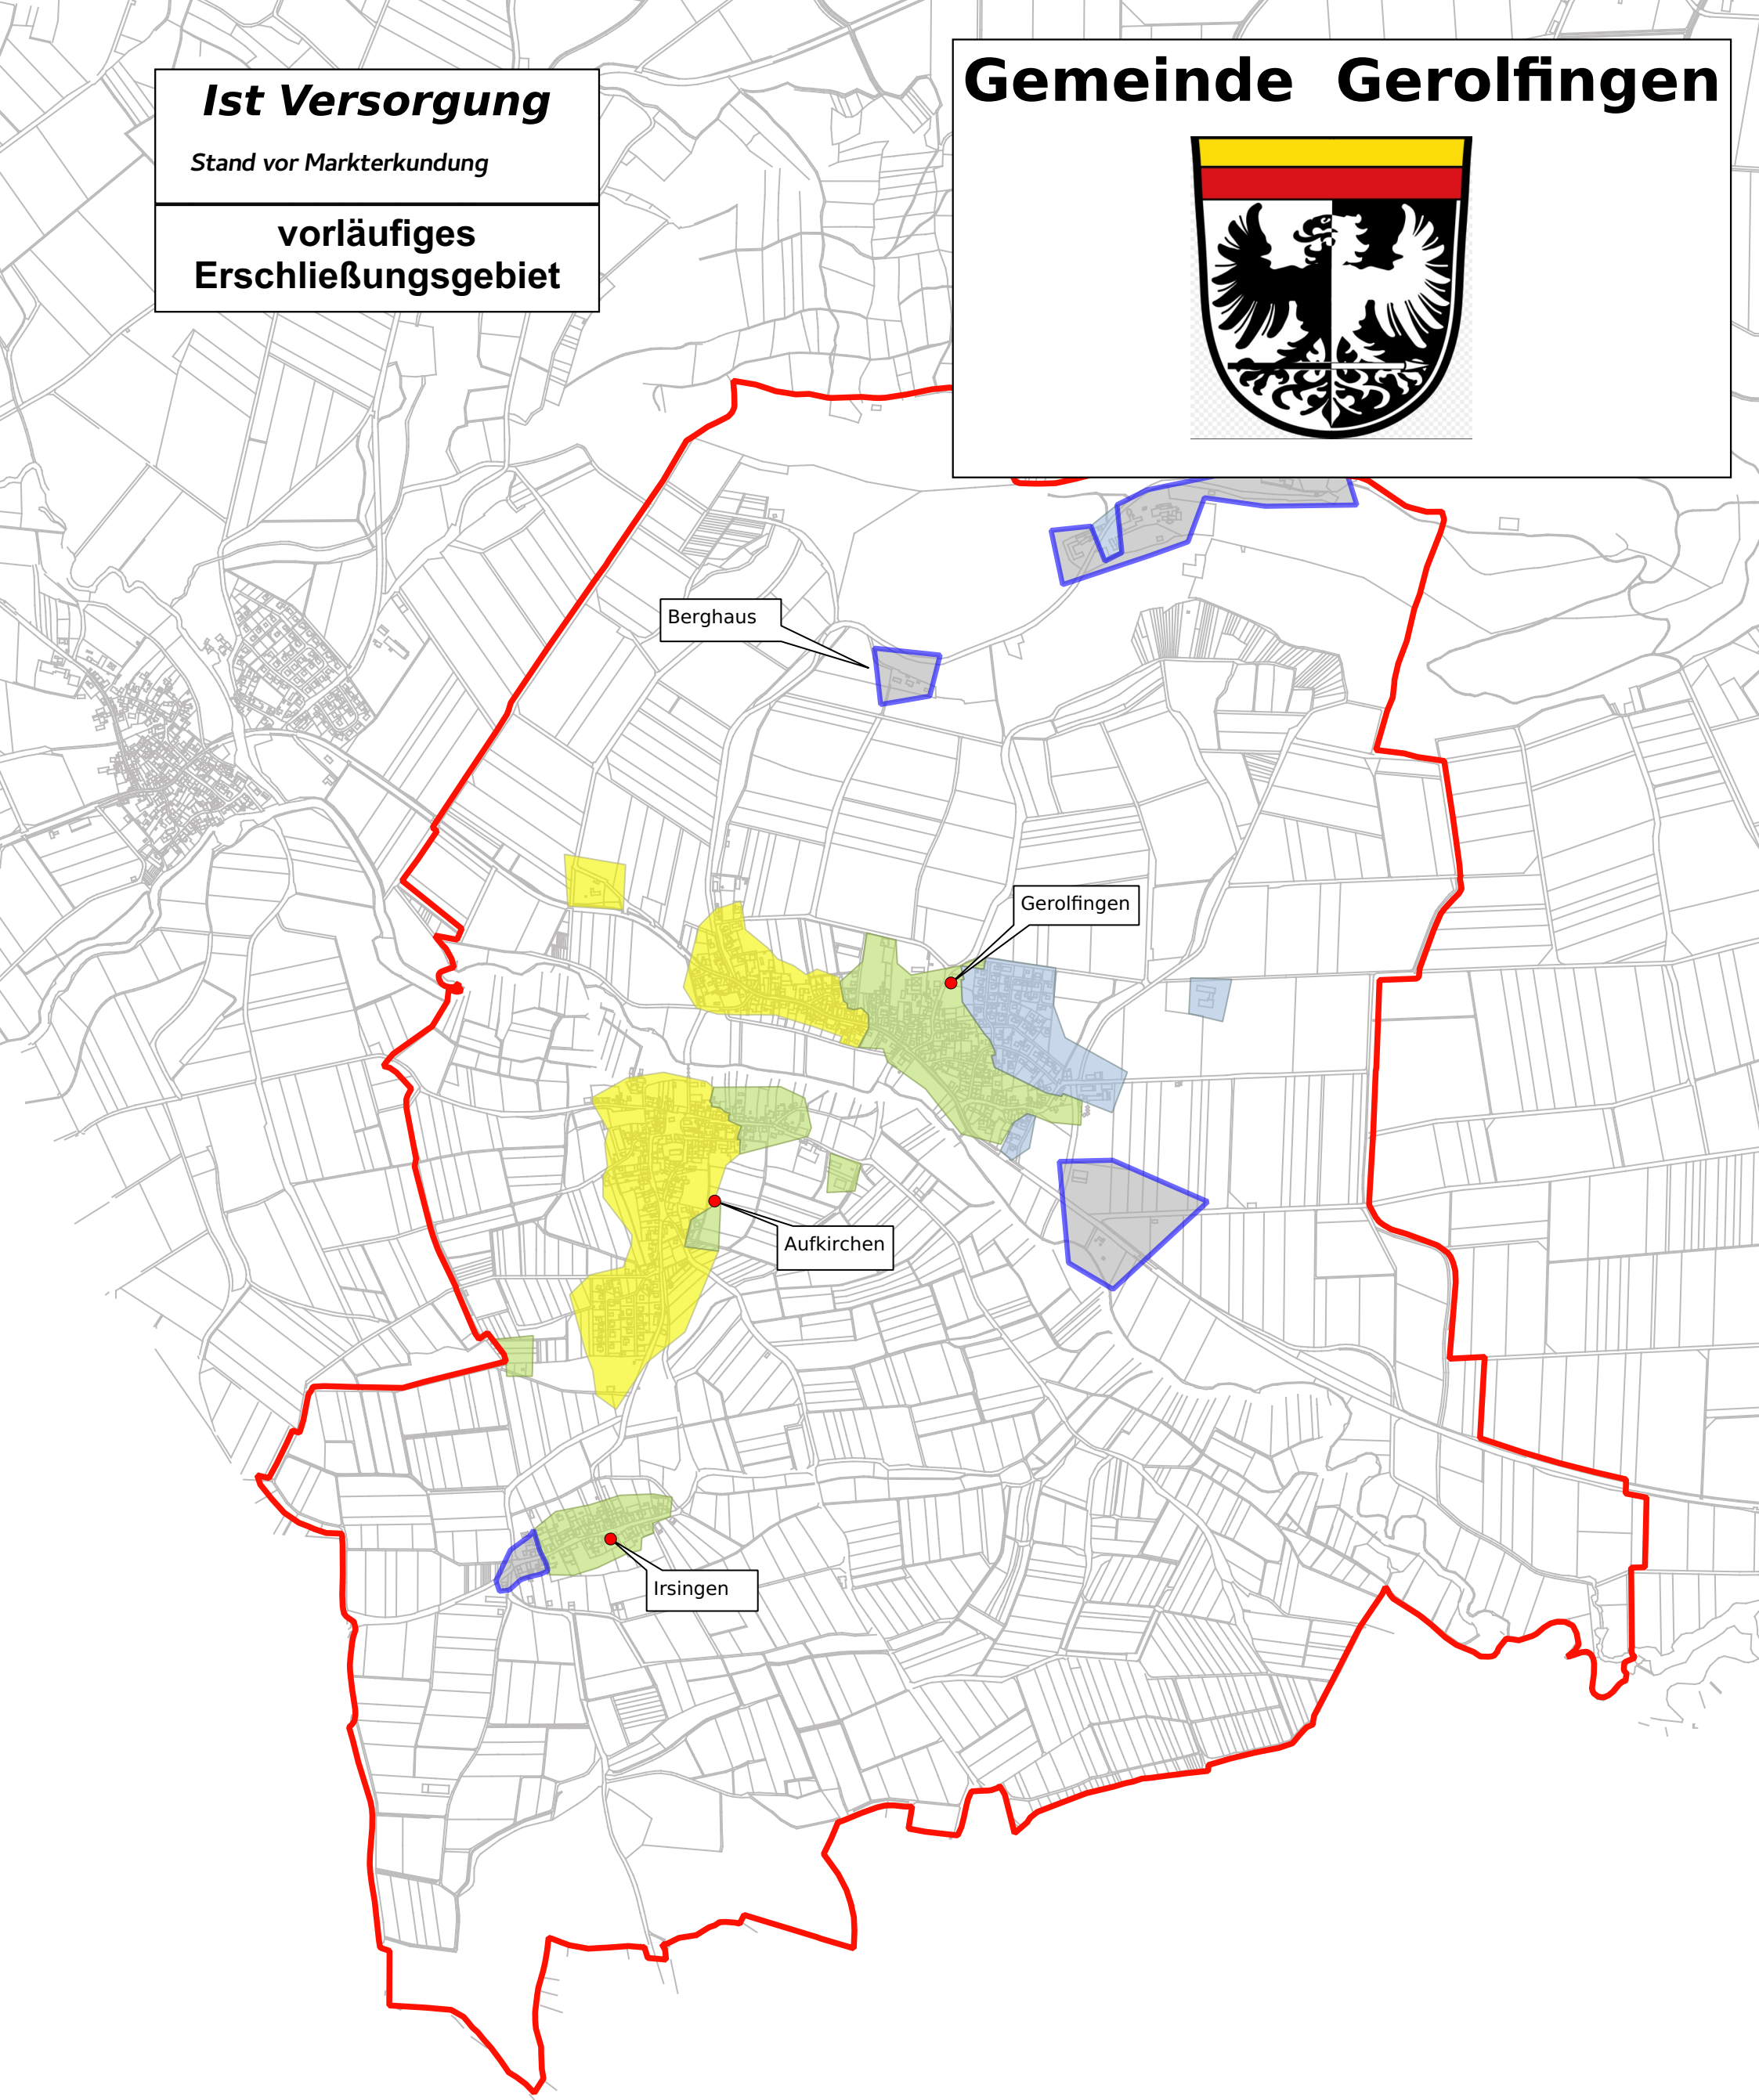 Ist Versorgung
Stand vor Markterkundung
vorläufiges
Erschließungsgebiet
Gemeinde Gerolfingen
Berghaus
Gerolfingen
Aufkirchen
Irsingen